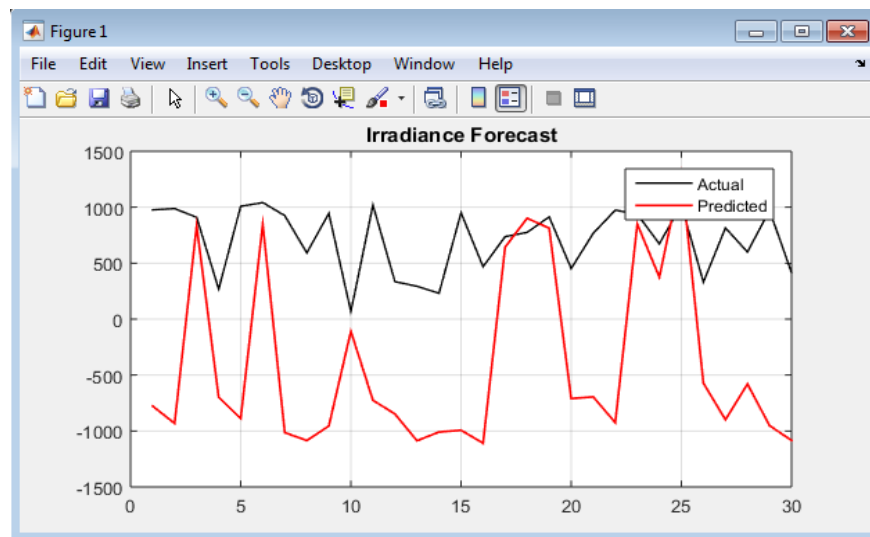 Figure 1
File Edit View Insert Tools Desktop Window Help
Irradiance Forecast
1500
1000
500
0
-500
-1000
-1500
0 5 10 15 20 25 30
Actual
Predicted